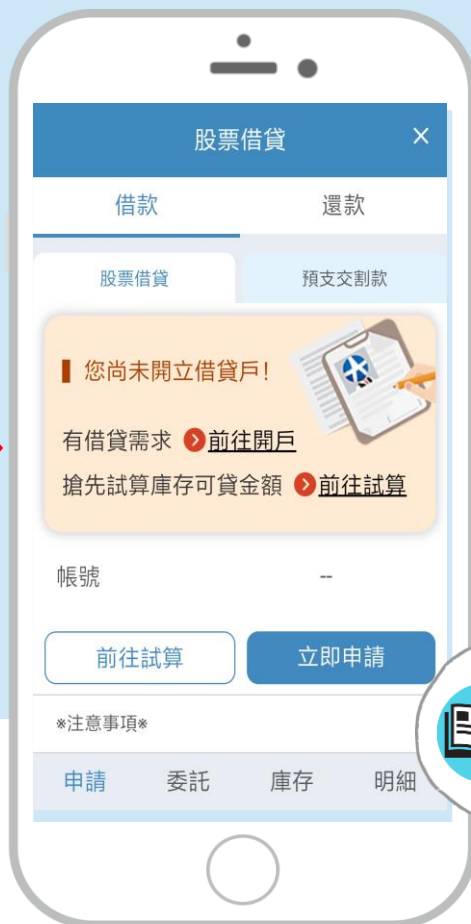 股票借貸 ×
借款 還款
股票借貸 預支交割款
您尚未開立借貸戶!
有借貸需求 前往開戶
搶先試算庫存可貸金額 前往試算
帳號 --
前往試算 立即申請
※注意事項※
申請 委託 庫存 明細